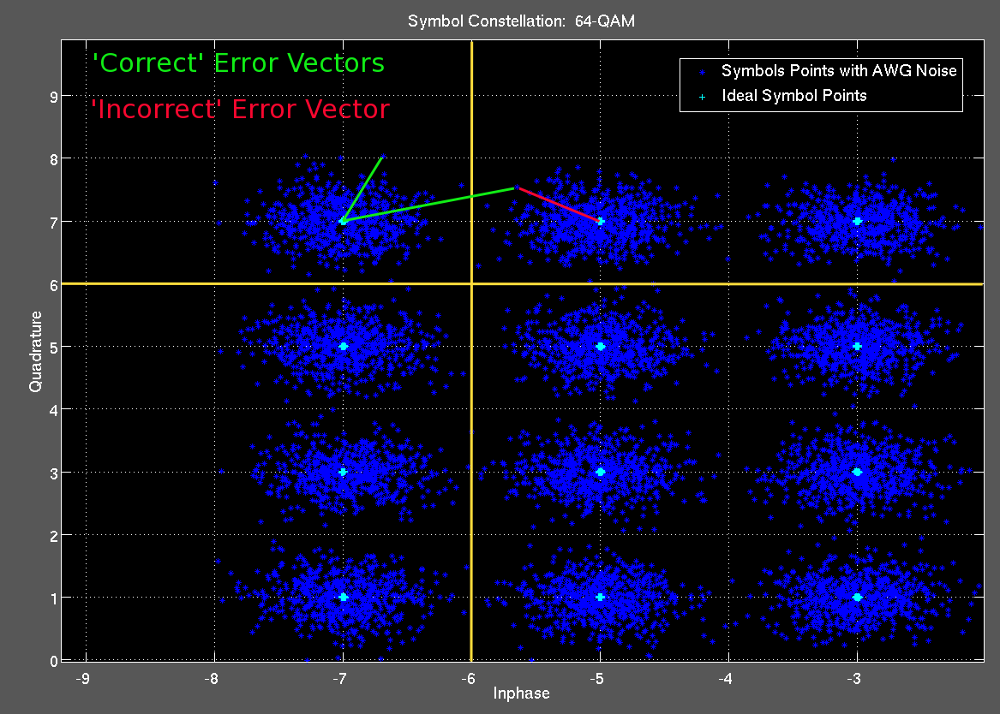 Symbol Constellation: 64-QAM
'Correct' Error Vectors
'Incorrect' Error Vector
Symbols Points with AWG Noise
Ideal Symbol Points
9
8
7
6
5
4
3
2
1
0
Quadrature
-9
-8
-7
-6
-5
-4
-3
Inphase